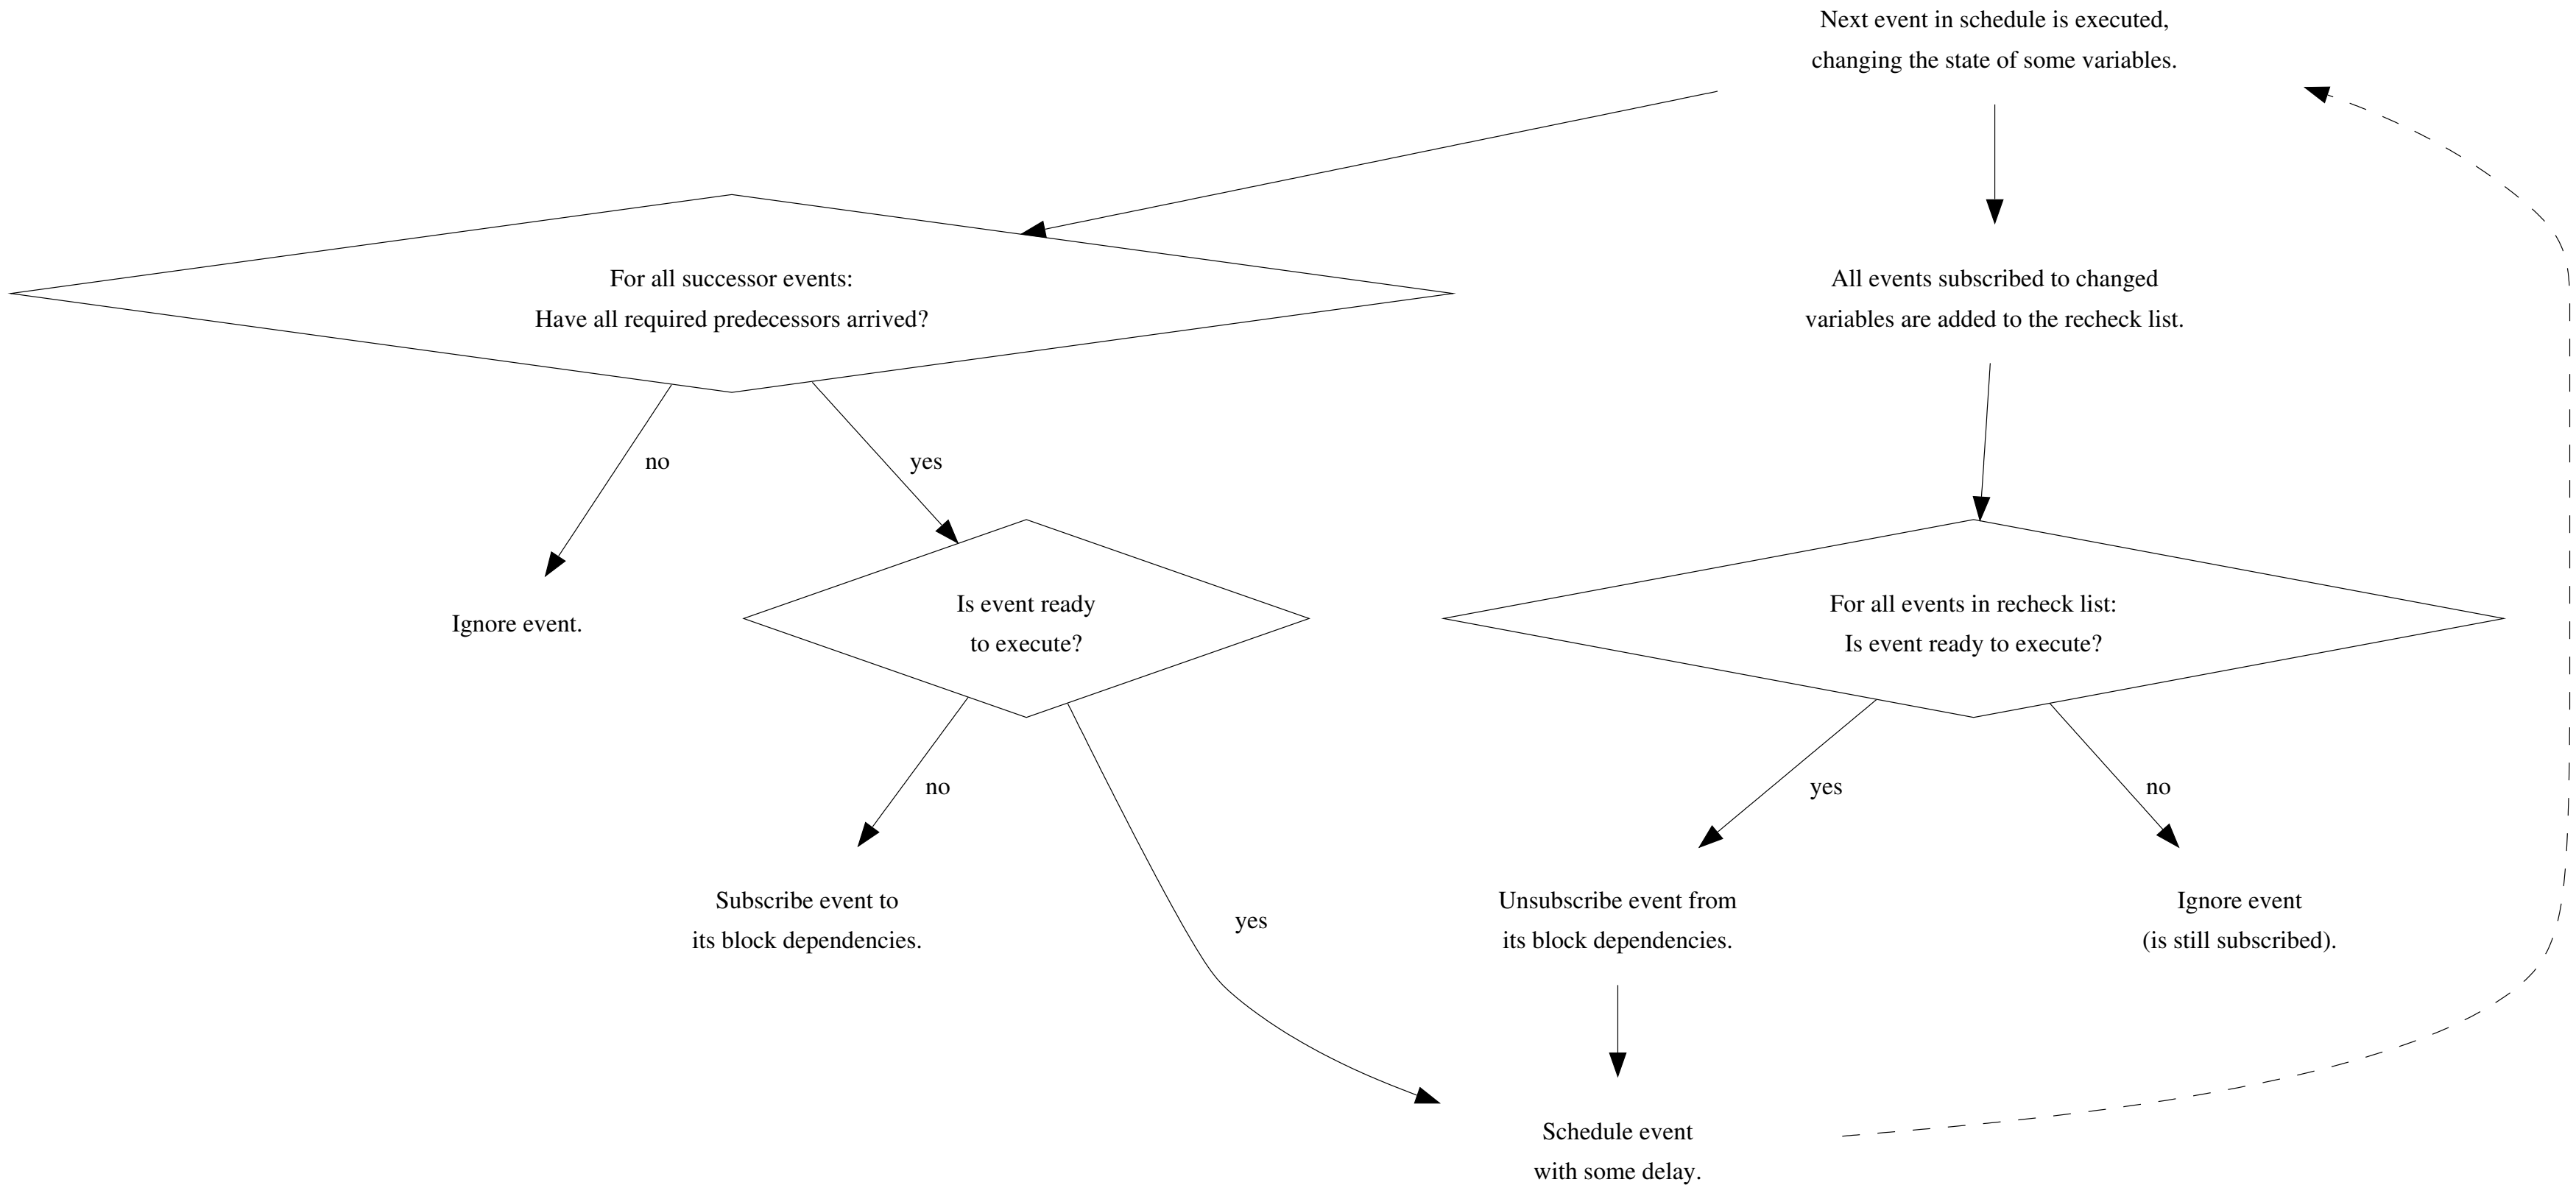 Next event in schedule is executed,
changing the state of some variables.
For all successor events:
Have all required predecessors arrived?
All events subscribed to changed
variables are added to the recheck list.
no
yes
Ignore event.
Is event ready
to execute?
For all events in recheck list:
Is event ready to execute?
no
yes
yes
no
Subscribe event to
its block dependencies.
Unsubscribe event from
its block dependencies.
Ignore event
(is still subscribed).
Schedule event
with some delay.